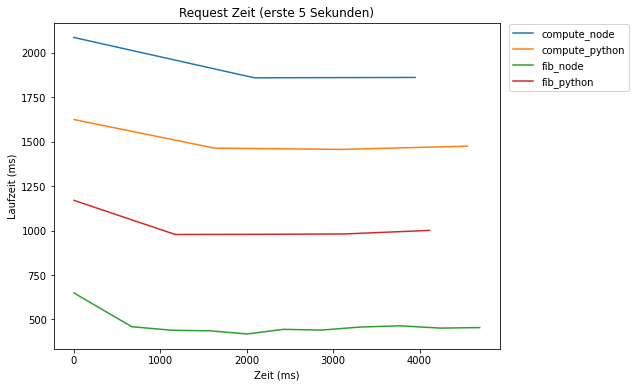 Request Zeit (erste 5 Sekunden)
Laufzeit (ms)
2000
1750
1500
1250
1000
750
500
0
1000
2000
3000
4000
Zeit (ms)
compute_node
compute_python
fib_node
fib_python